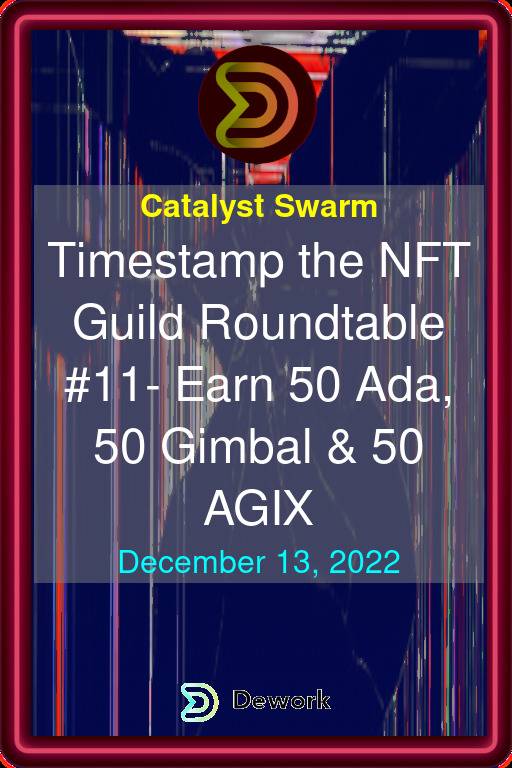 Catalyst Swarm
Timestamp the NFT
Guild Roundtable
#11- Earn 50 Ada,
50 Gimbal & 50
AGIX
December 13, 2022
Dework